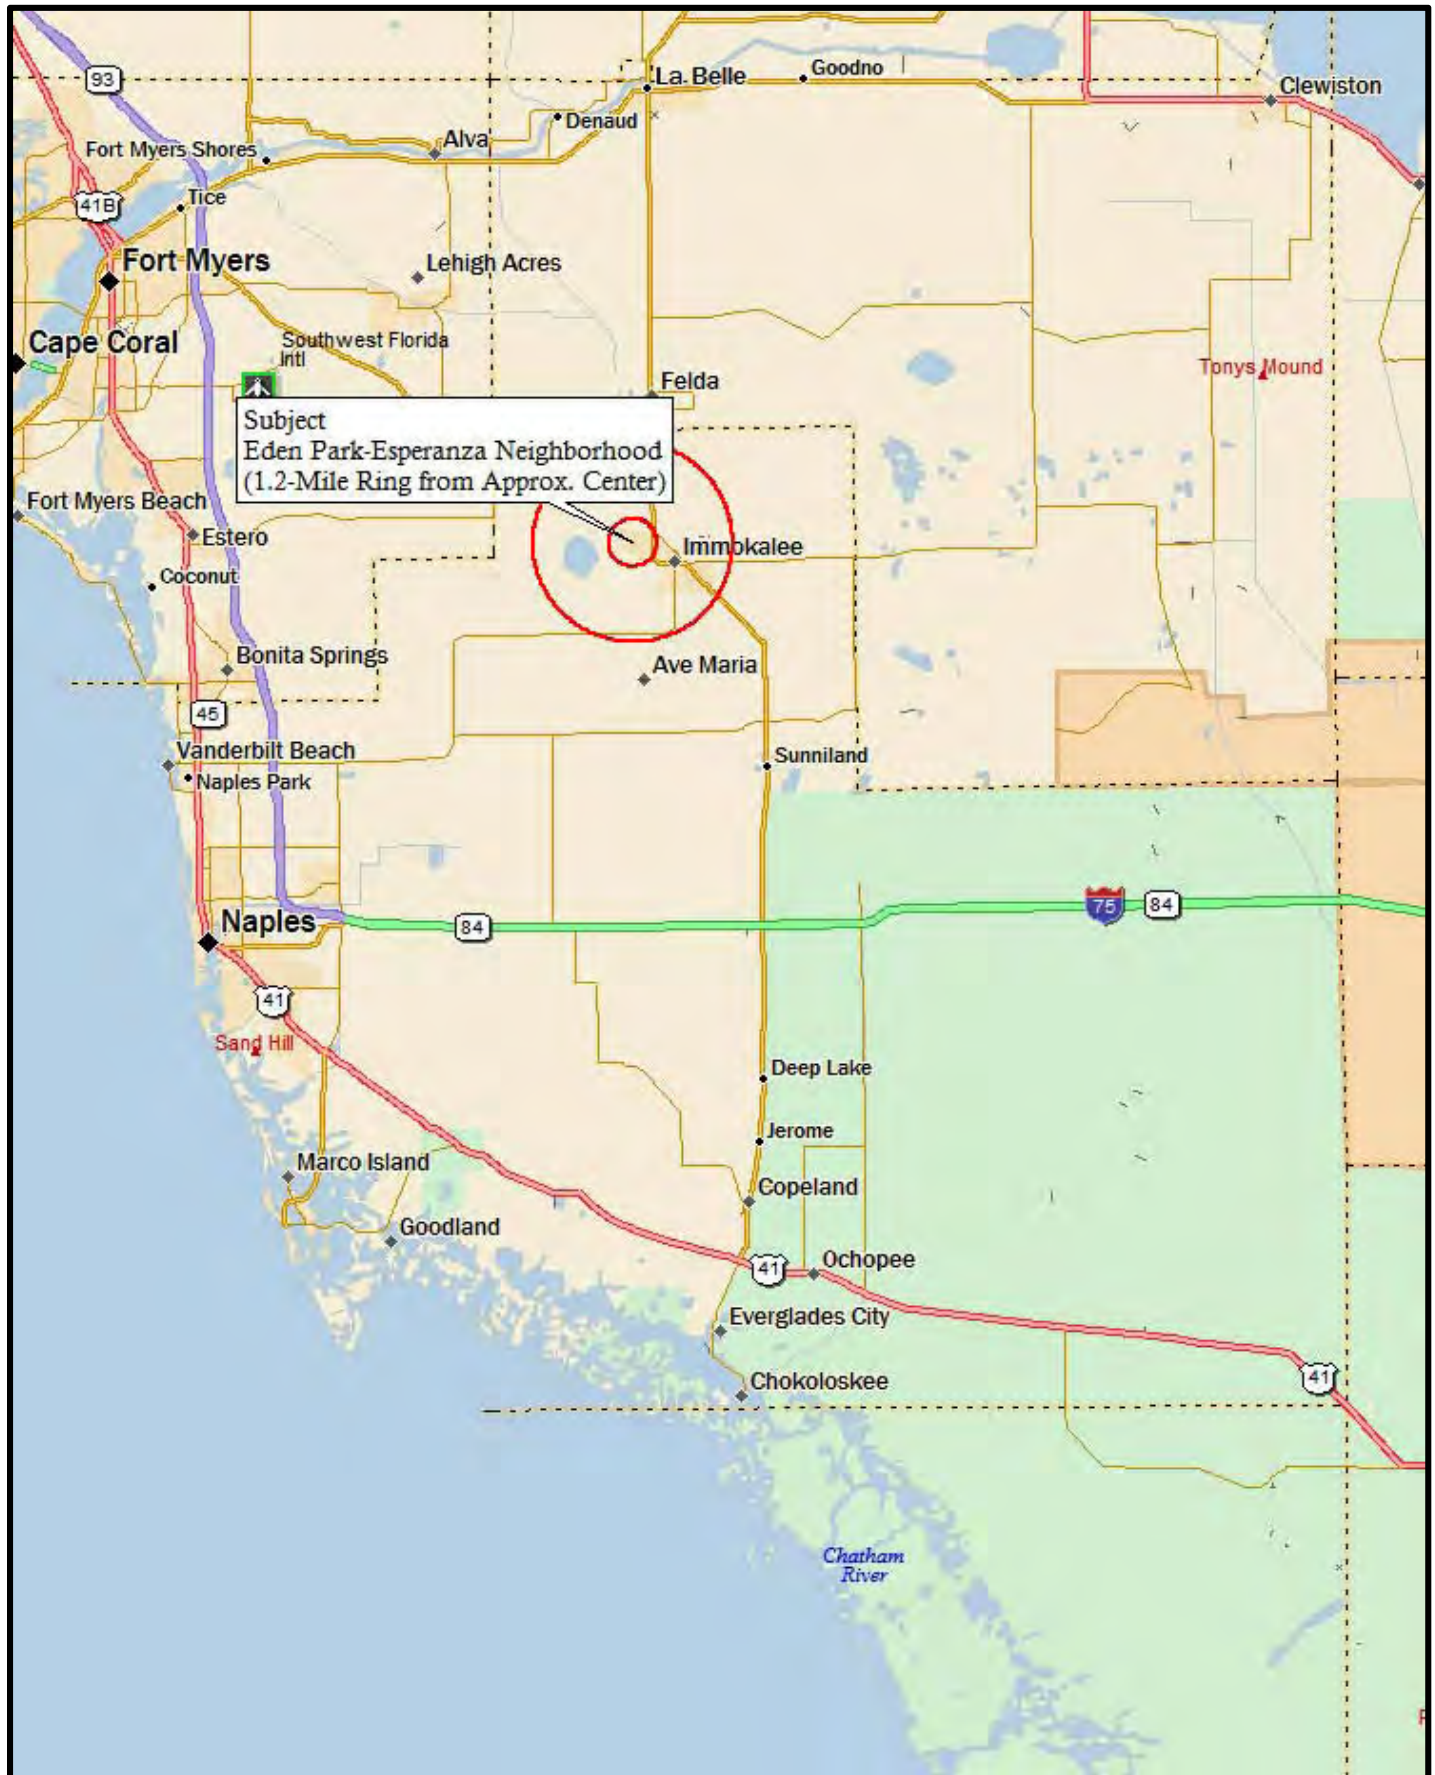 93
La Belle
Goodno
Clewiston
Denaud
Alva
Fort Myers Shores
Tice
41B
Fort Myers
Lehigh Acres
Cape Coral
Southwest Florida
Intl
Tonys Mound
Felda
Subject
Eden Park-Esperanza Neighborhood
(1.2-Mile Ring from Approx. Center)
Fort Myers Beach
Estero
Immokalee
Coconut
Bonita Springs
Ave Maria
45
Vanderbilt Beach
Naples Park
Sunniland
Naples
84
75
84
41
Sand Hill
Deep Lake
Jerome
Marco Island
Copeland
Goodland
Ochopee
41
Everglades City
41
Chokoloskee
Chatham
River